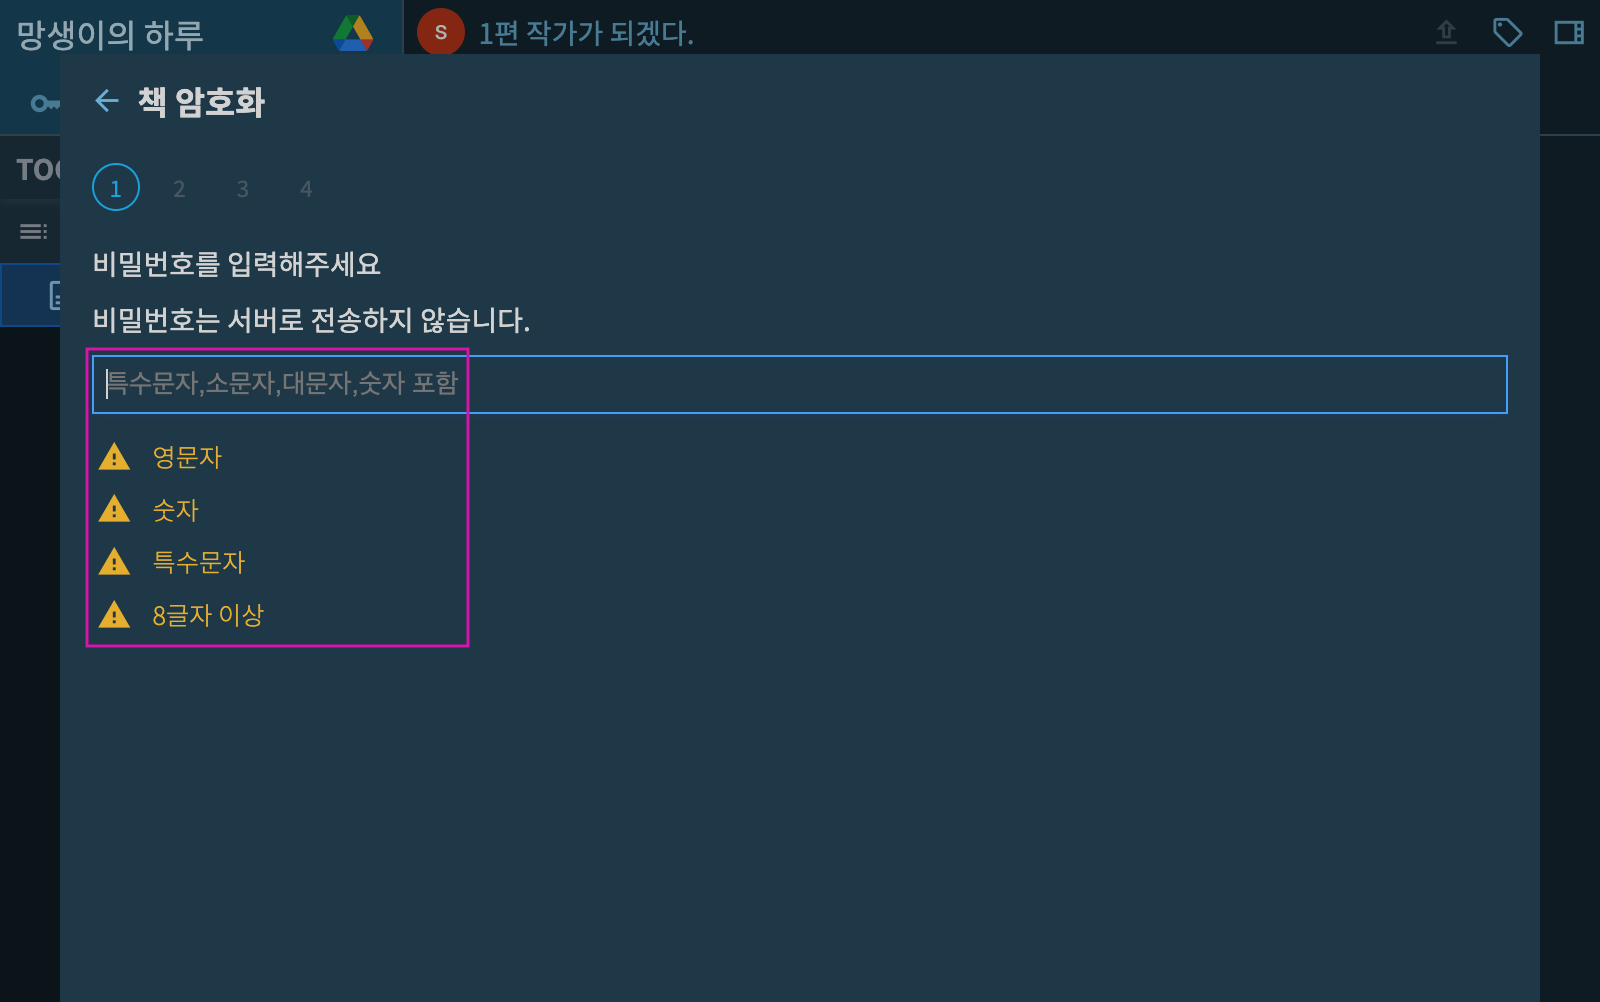 망생이의 하루
S
1편 작가가 되겠다.
책 암호화
TOC
1 2 3 4
비밀번호를 입력해주세요
비밀번호는 서버로 전송하지 않습니다.
특수문자,소문자,대문자,숫자 포함
영문자
숫자
특수문자
8글자 이상